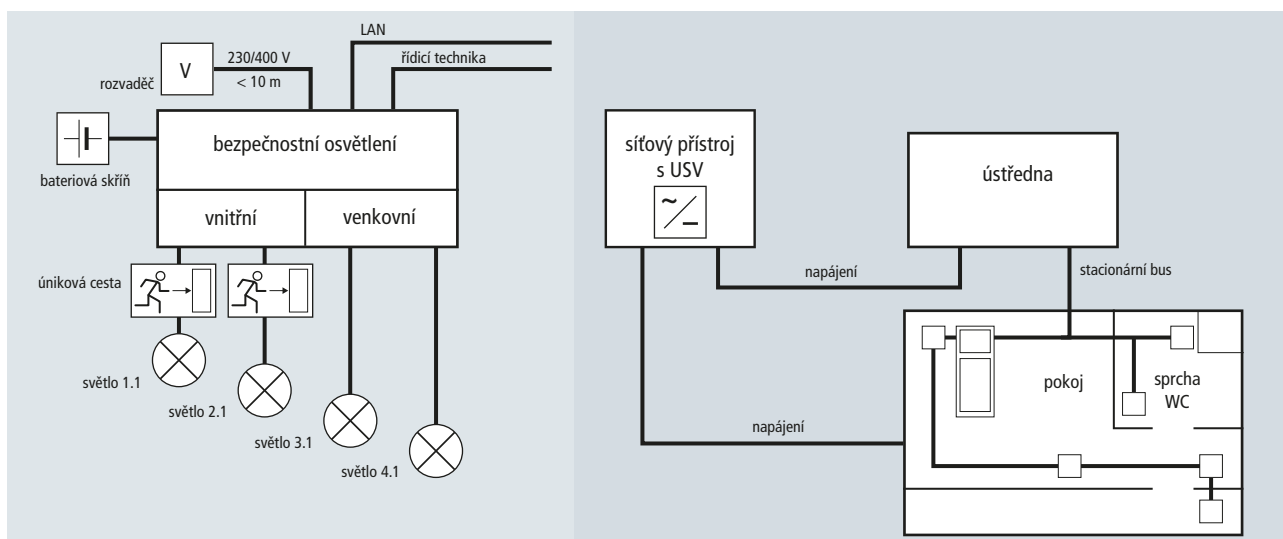 LAN
230/400 V
řídicí technika
rozvaděč
V
< 10 m
bezpečnostní osvětlení
bateriová skříň
vnitřní
venkovní
úniková cesta
světlo 1.1
světlo 2.1
světlo 3.1
světlo 4.1
síťový přístroj
s USV
ústředna
napájení
stacionární bus
pokoj
sprcha
WC
napájení